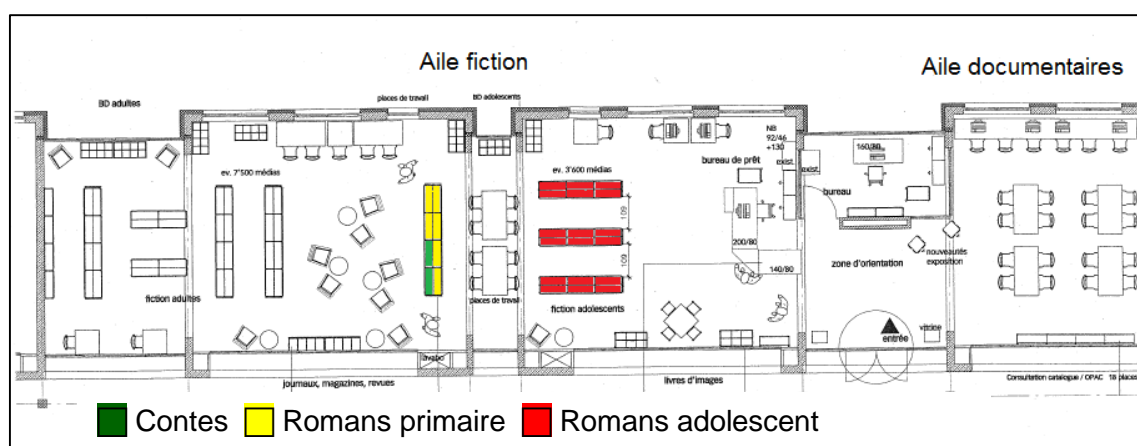 Aile fiction
Aile documentaires
BD adultes
places de travail
BD adolescents
NB
92/46
+130
exist.
exist.
160/80
ev. 7'500 médias
ev. 3'600 médias
bureau de prêt
bureau
109
109
200/80
140/80
zone d'orientation
nouveautés
exposition
fiction adultes
places de travail
fiction adolescents
entrée
vitrine
lavabo
journaux, magazines, revues
livres d'images
Consultation catalogue / OPAC 18 places
Contes
Romans primaire
Romans adolescent